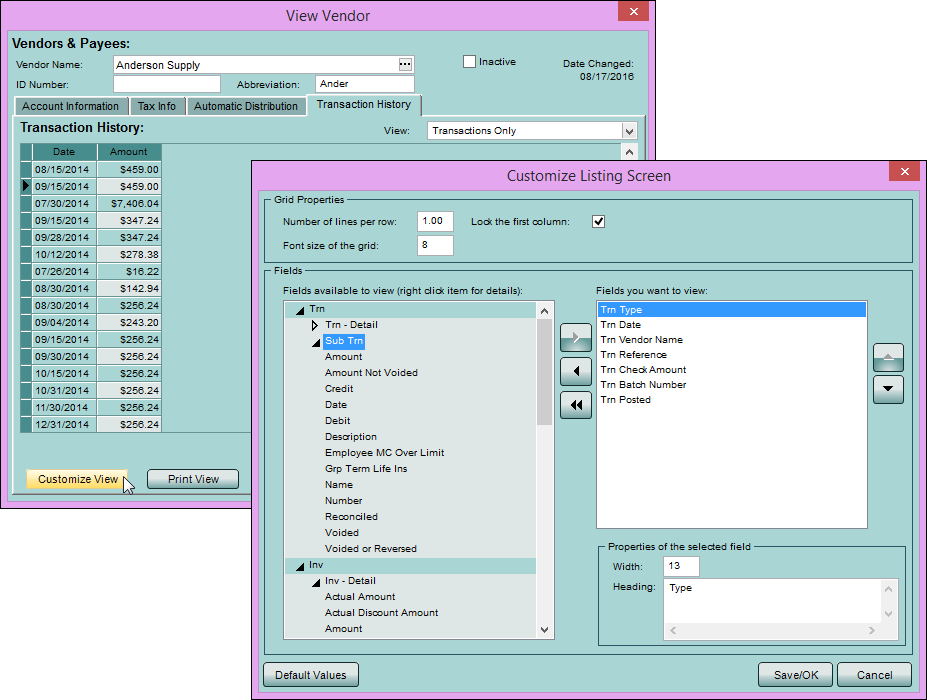 View Vendor
Vendors & Payees:
Vendor Name: Anderson Supply
Inactive
Date Changed:
08/17/2016
ID Number:
Abbreviation: Ander
Account Information Tax Info Automatic Distribution Transaction History
Transaction History:
View: Transactions Only
Date Amount
08/15/2014 $459.00
09/15/2014 $459.00
07/30/2014 $7,406.04
09/15/2014 $347.24
09/28/2014 $347.24
10/12/2014 $278.38
07/26/2014 $16.22
08/30/2014 $142.94
08/30/2014 $256.24
09/04/2014 $243.20
09/15/2014 $256.24
09/30/2014 $256.24
10/15/2014 $256.24
10/31/2014 $256.24
11/30/2014 $256.24
12/31/2014 $256.24
Customize View Print View
Customize Listing Screen
Grid Properties
Number of lines per row: 1.00 Lock the first column:
Font size of the grid: 8
Fields
Fields available to view (right click item for details):
Trn
Trn - Detail
Sub Trn
Amount
Amount Not Voided
Credit
Date
Debit
Description
Employee MC Over Limit
Grp Term Life Ins
Name
Number
Reconciled
Voided
Voided or Reversed
Inv
Inv - Detail
Actual Amount
Actual Discount Amount
Amount
Fields you want to view:
Trn Type
Trn Date
Trn Vendor Name
Trn Reference
Trn Check Amount
Trn Batch Number
Trn Posted
Properties of the selected field
Width: 13
Heading: Type
Default Values Save/OK Cancel